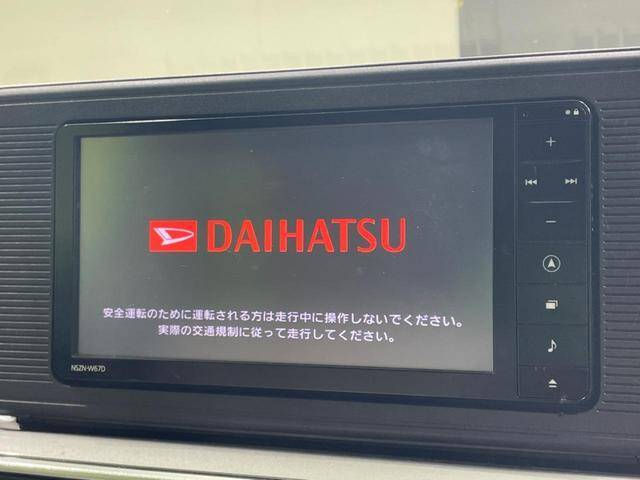 DAIHATSU
安全運転のために運転される方は走行中に操作しないでください。
実際の交通規制に従って走行してください。
NSZN-W67D